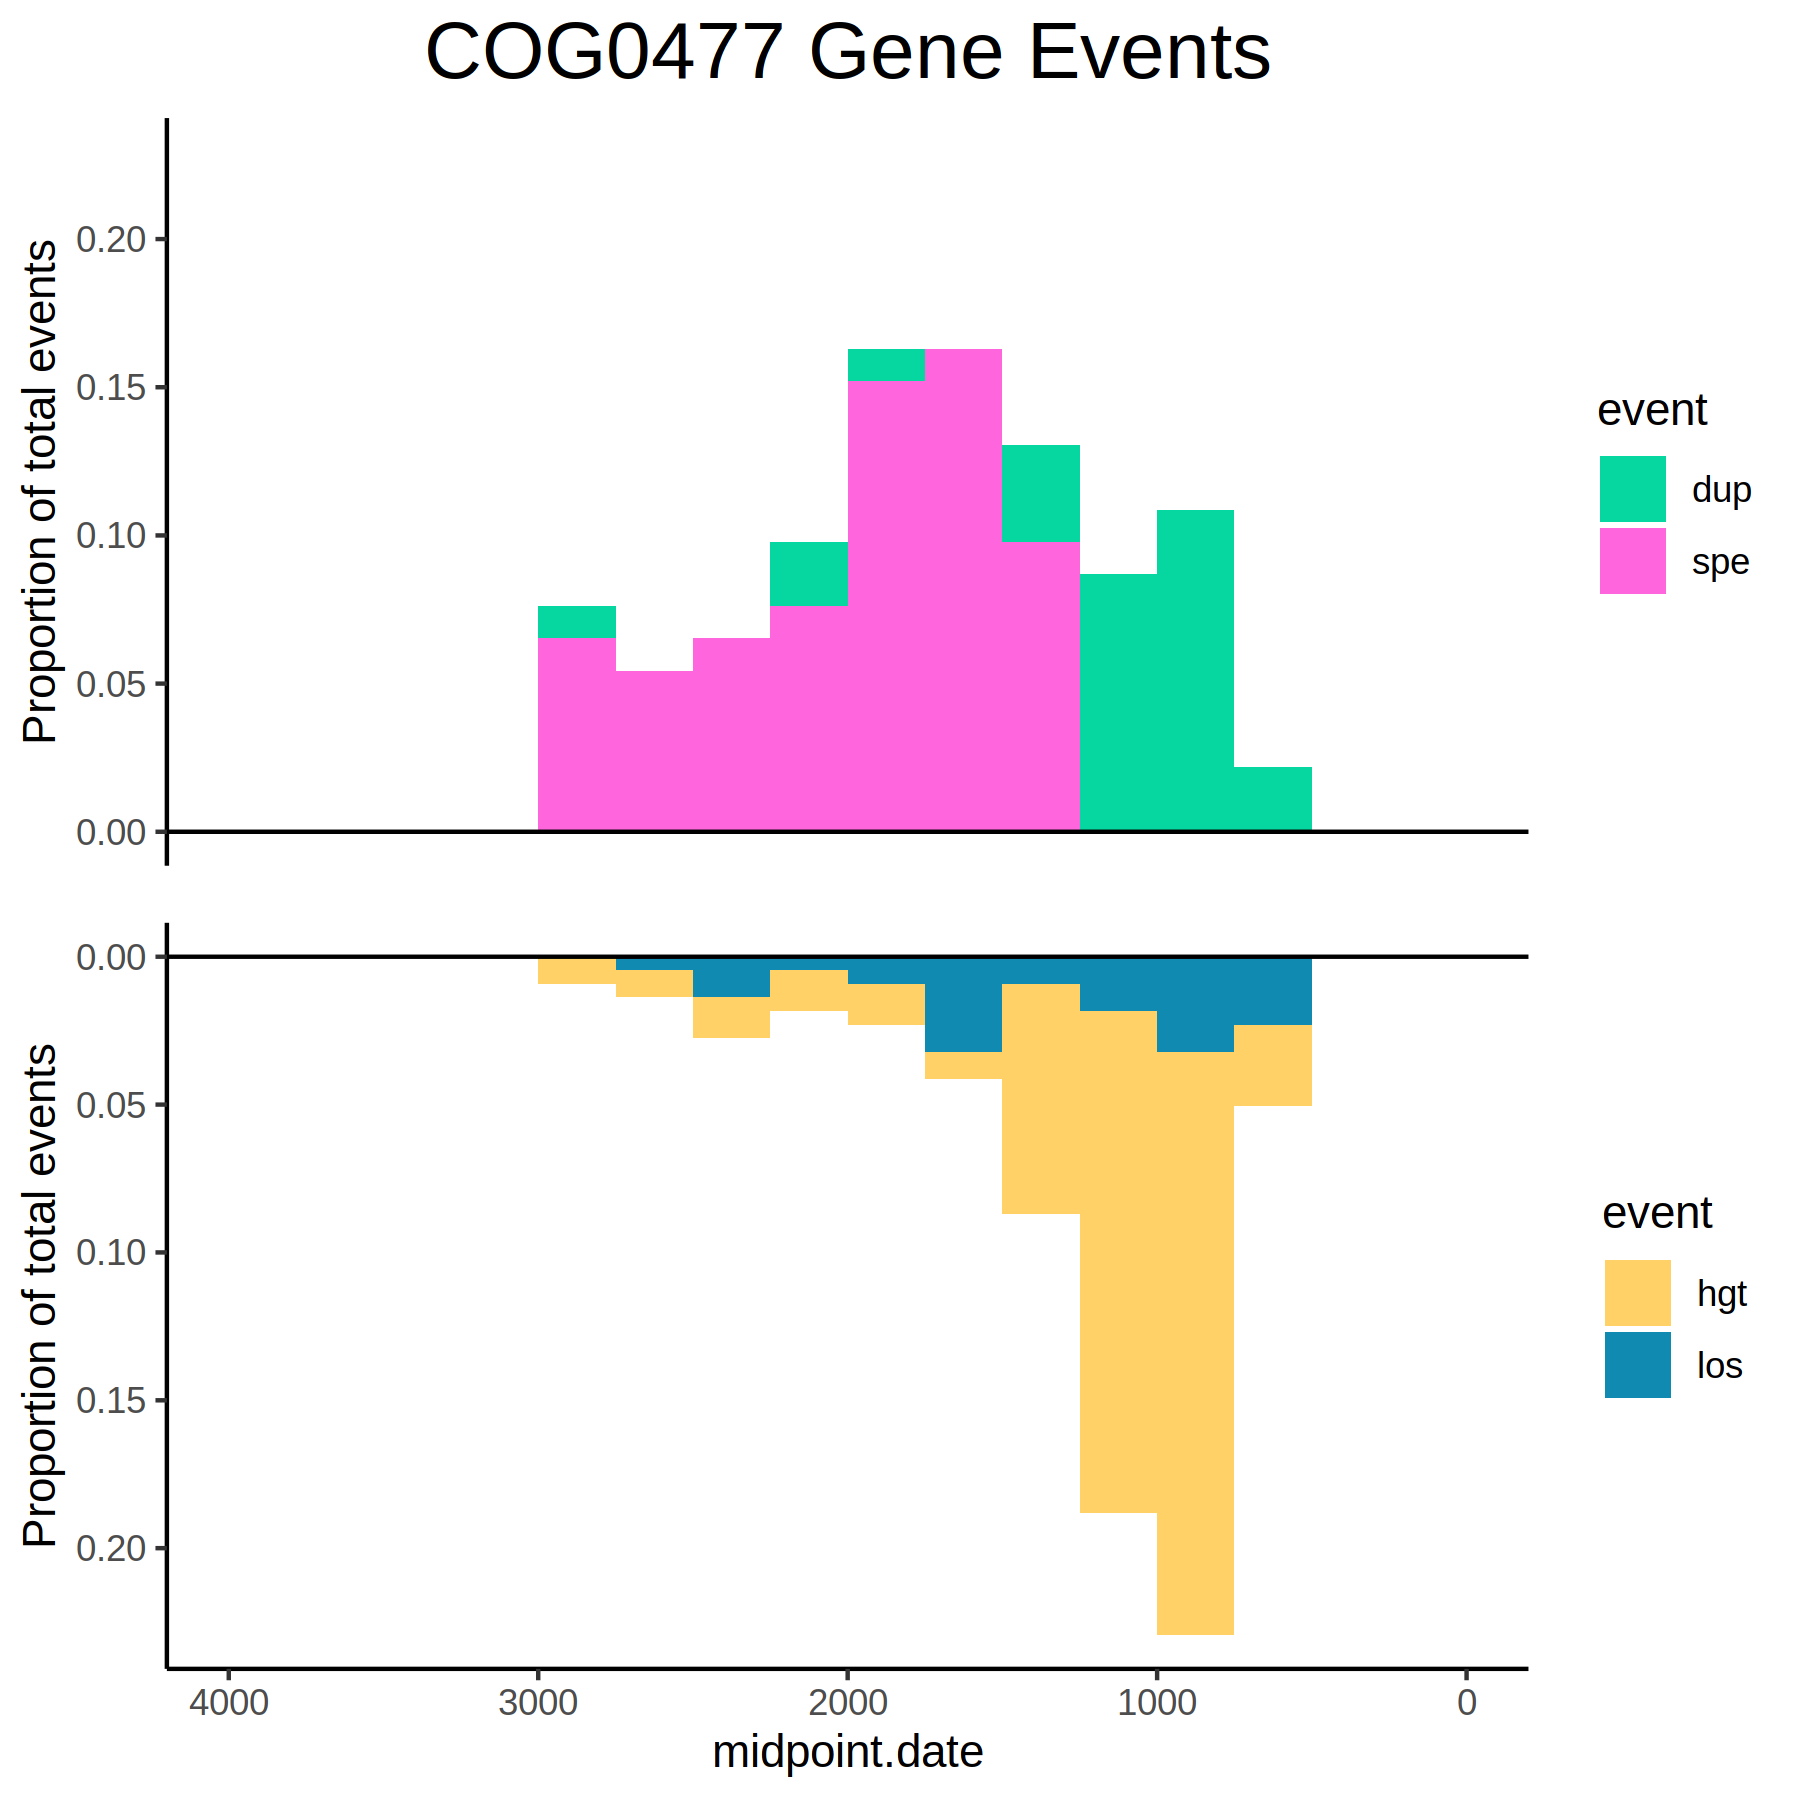 COG0477 Gene Events
Proportion of total events
0.20
0.15
0.10
0.05
0.00
event
dup
spe
Proportion of total events
0.00
0.05
0.10
0.15
0.20
event
hgt
los
4000 3000 2000 1000 0
midpoint.date